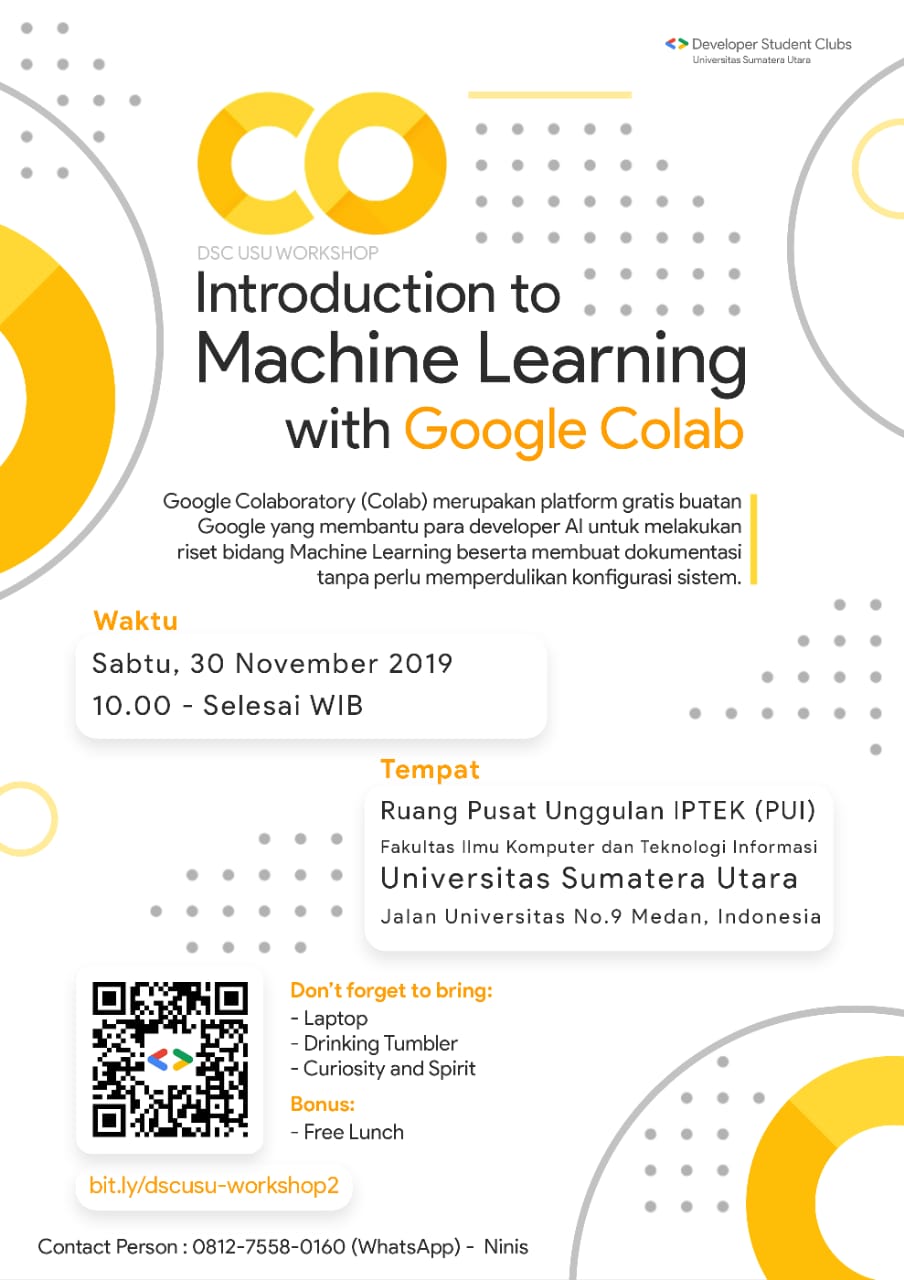 Developer Student Clubs
Universitas Sumatera Utara
CO
DSC USU WORKSHOP
Introduction to
Machine Learning
with Google Colab
Google Colaboratory (Colab) merupakan platform gratis buatan
Google yang membantu para developer AI untuk melakukan
riset bidang Machine Learning beserta membuat dokumentasi
tanpa perlu memperdulikan konfigurasi sistem.
Waktu
Sabtu, 30 November 2019
10.00 - Selesai WIB
Tempat
Ruang Pusat Unggulan IPTEK (PUI)
Fakultas Ilmu Komputer dan Teknologi Informasi
Universitas Sumatera Utara
Jalan Universitas No.9 Medan, Indonesia
Don't forget to bring:
- Laptop
- Drinking Tumbler
- Curiosity and Spirit
Bonus:
- Free Lunch
bit.ly/dscusu-workshop2
Contact Person : 0812-7558-0160 (WhatsApp) - Ninis